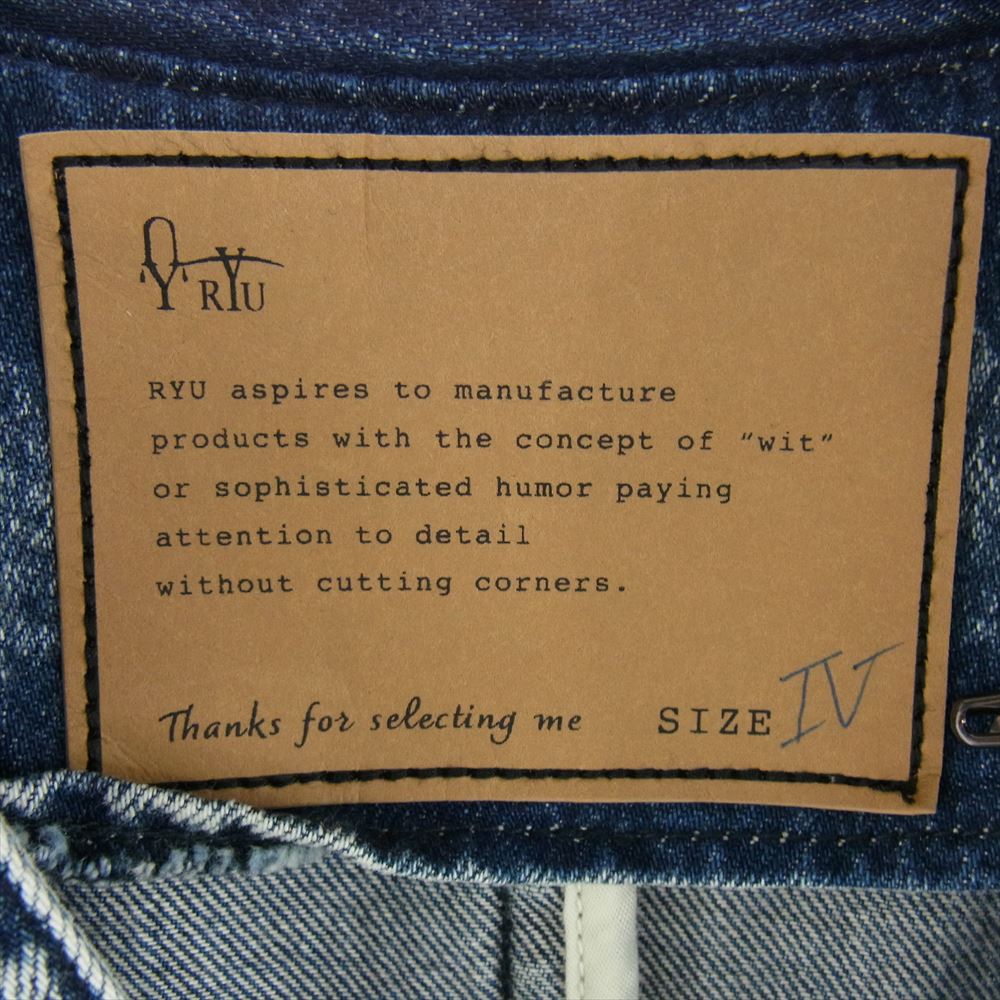 RYU
RYU aspires to manufacture
products with the concept of "wit"
or sophisticated humor paying
attention to detail
without cutting corners.
Thanks for selecting me SIZE IV